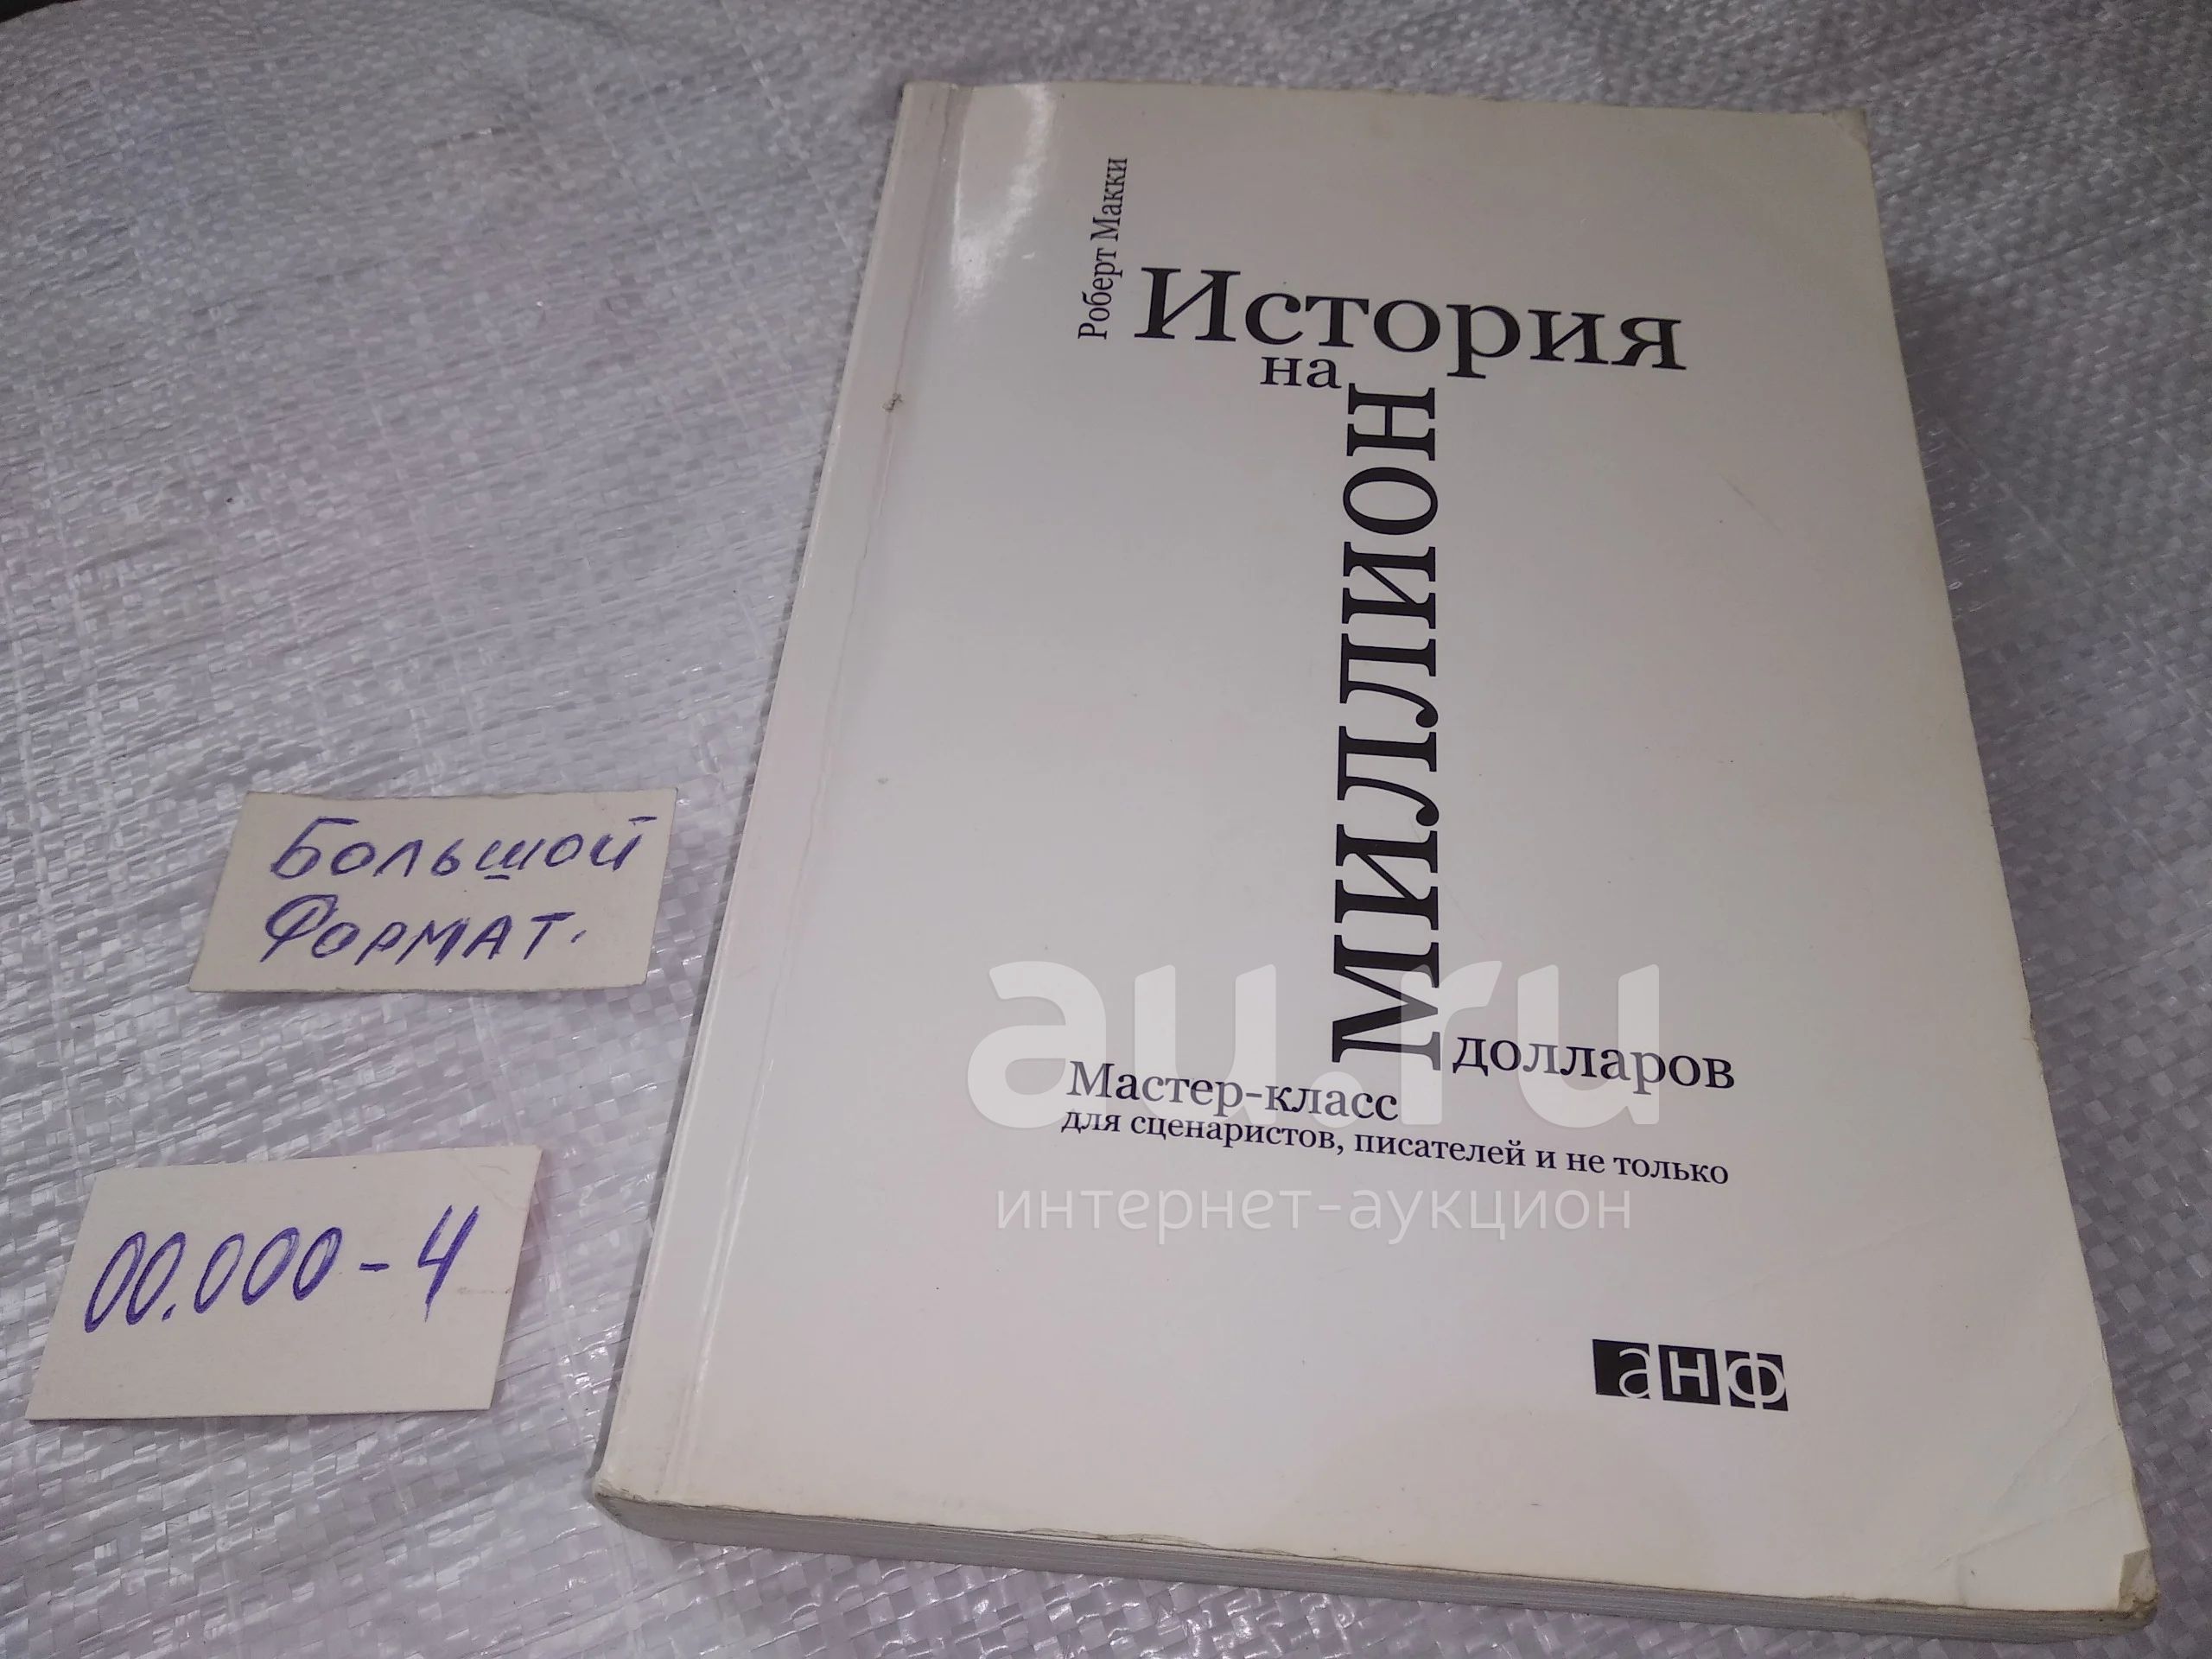 Роберт Макки
История
на
МИЛЛИОН
долларов
Мастер-класс
для сценаристов, писателей и не только
анф
Большой
Формат.
00.000-4
au.ru
интернет-аукцион